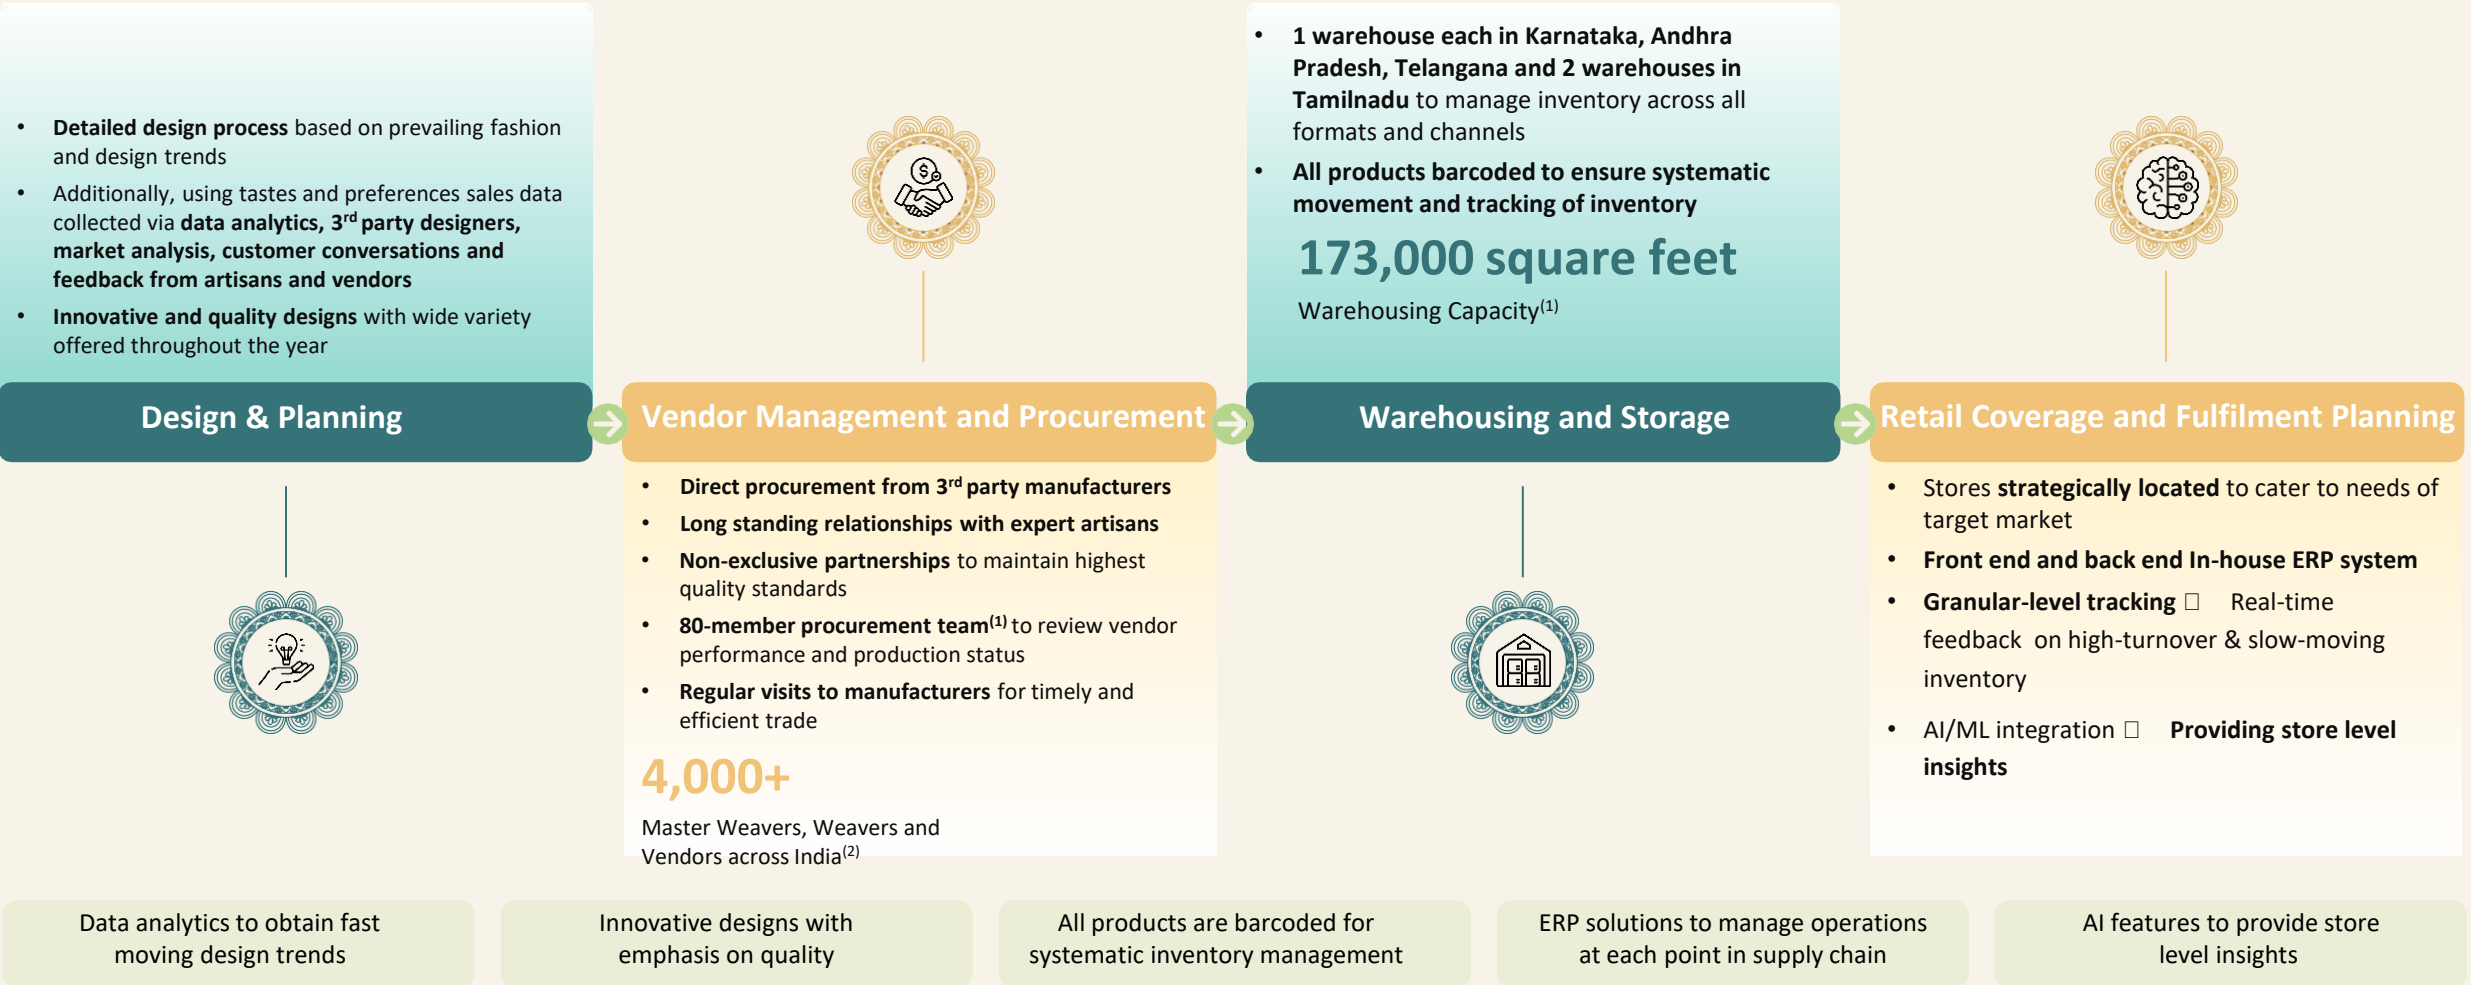 • Detailed design process based on prevailing fashion
and design trends
• Additionally, using tastes and preferences sales data
collected via data analytics, 3rd party designers,
market analysis, customer conversations and
feedback from artisans and vendors
• Innovative and quality designs with wide variety
offered throughout the year
Design & Planning
Vendor Management and Procurement
• Direct procurement from 3rd party manufacturers
• Long standing relationships with expert artisans
• Non-exclusive partnerships to maintain highest
quality standards
• 80-member procurement team(1) to review vendor
performance and production status
• Regular visits to manufacturers for timely and
efficient trade
4,000+
Master Weavers, Weavers and
Vendors across India(2)
• 1 warehouse each in Karnataka, Andhra
Pradesh, Telangana and 2 warehouses in
Tamilnadu to manage inventory across all
formats and channels
• All products barcoded to ensure systematic
movement and tracking of inventory
173,000 square feet
Warehousing Capacity(1)
Warehousing and Storage
Retail Coverage and Fulfilment Planning
• Stores strategically located to cater to needs of
target market
• Front end and back end In-house ERP system
• Granular-level tracking □ Real-time
feedback on high-turnover & slow-moving
inventory
• AI/ML integration □ Providing store level
insights
Data analytics to obtain fast
moving design trends
Innovative designs with
emphasis on quality
All products are barcoded for
systematic inventory management
ERP solutions to manage operations
at each point in supply chain
AI features to provide store
level insights